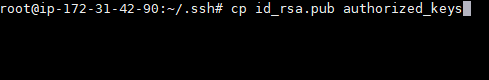 root@ip-172-31-42-90:~/.ssh# cp id_rsa.pub authorized_keys